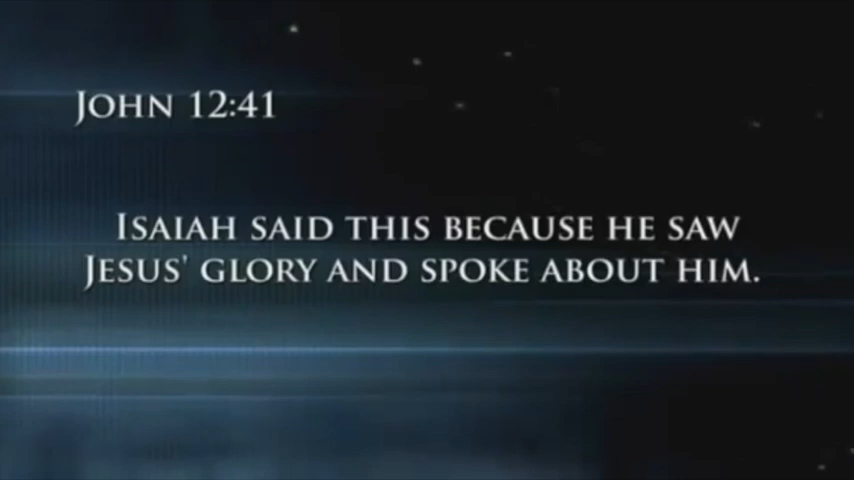 John 12:41
Isaiah said this because he saw
Jesus' glory and spoke about him.